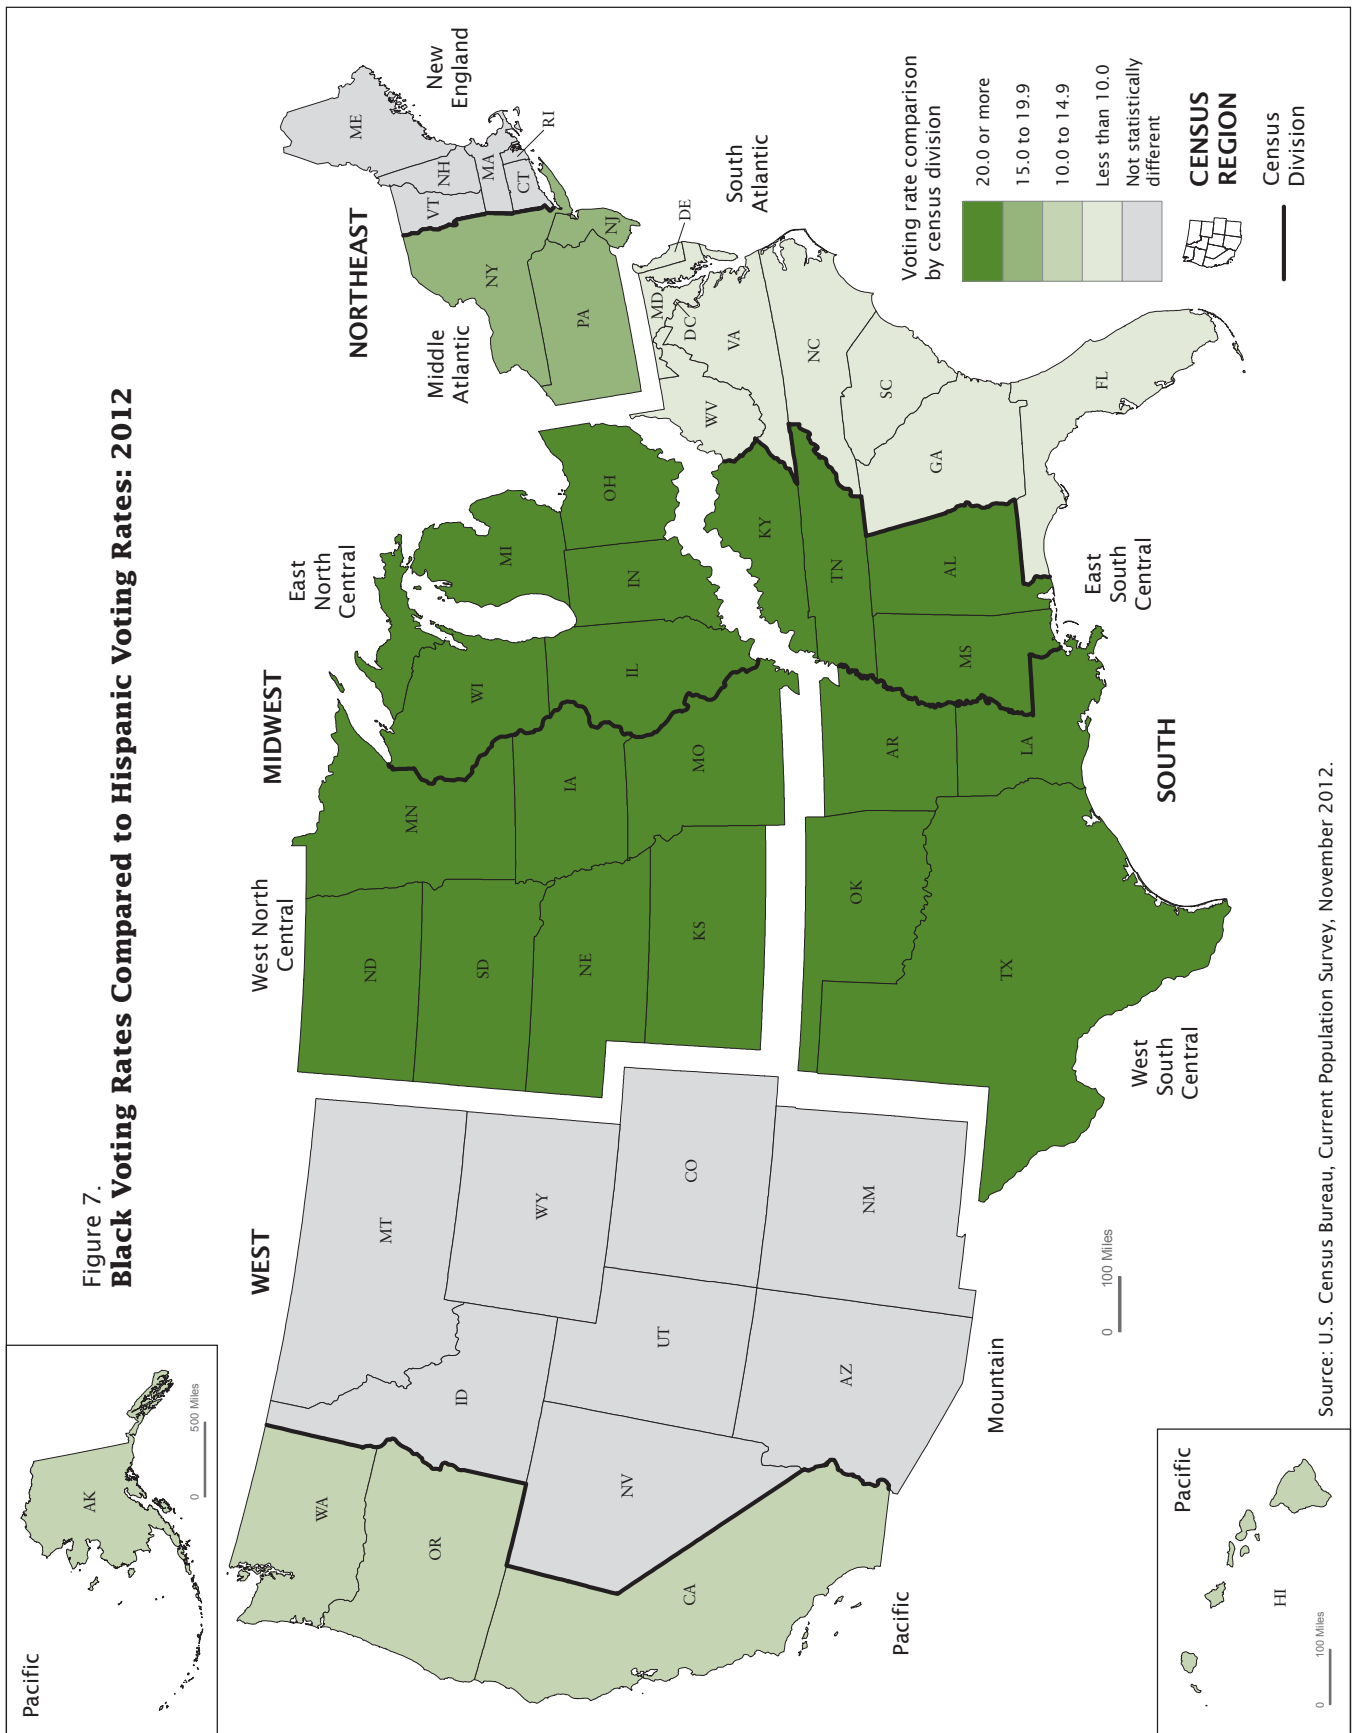 Figure 7.
Black Voting Rates Compared to Hispanic Voting Rates: 2012
Pacific
AK
0
500 Miles
WEST
MIDWEST
NORTHEAST
West North
Central
East
North
Central
Middle
Atlantic
New
England
WA
OR
CA
NV
ID
MT
WY
UT
CO
AZ
NM
ND
SD
NE
KS
MN
IA
MO
WI
IL
MI
IN
OH
NY
PA
NJ
VT
NH
ME
MA
CT
RI
OK
TX
AR
LA
KY
TN
MS
AL
WV
MD
DC
DE
VA
NC
SC
GA
FL
South
Atlantic
Pacific
Mountain
West
South
Central
East
South
Central
SOUTH
0
100 Miles
Pacific
HI
0
100 Miles
Voting rate comparison
by census division
20.0 or more
15.0 to 19.9
10.0 to 14.9
Less than 10.0
Not statistically
different
CENSUS
REGION
Census
Division
Source: U.S. Census Bureau, Current Population Survey, November 2012.